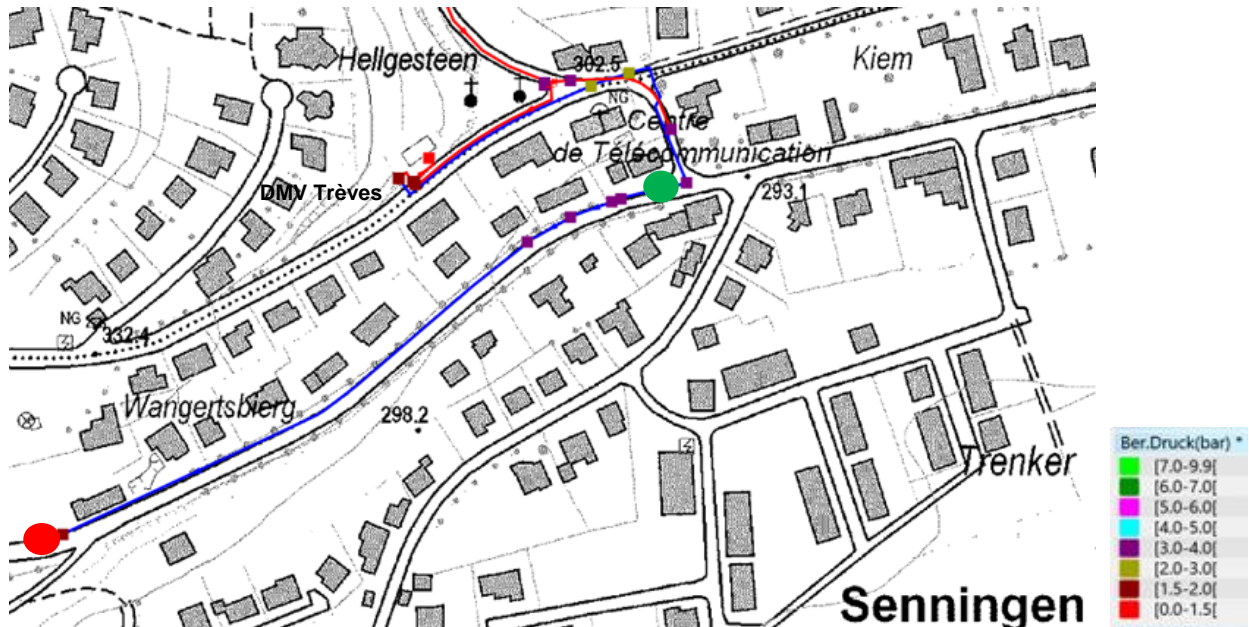 Hellgesteen
302.5
Kiem
NG
Centre
de Télécommunication
DMV Trèves
293.1
NG
332.4
Wangertsbierg
298.2
Trenker
Senningen
Ber.Druck(bar) *
[7.0-9.9[
[6.0-7.0[
[5.0-6.0[
[4.0-5.0[
[3.0-4.0[
[2.0-3.0[
[1.5-2.0[
[0.0-1.5[